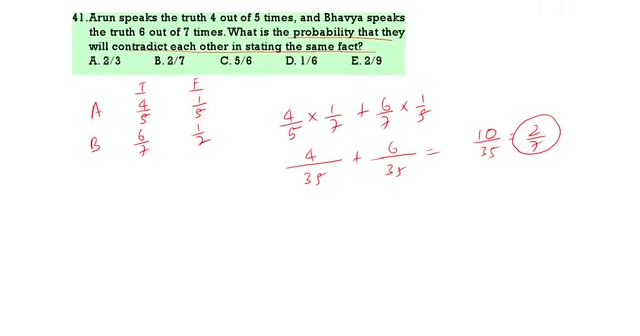 41.Arun speaks the truth 4 out of 5 times, and Bhavya speaks
the truth 6 out of 7 times. What is the probability that they
will contradict each other in stating the same fact?
A. 2/3 B. 2/7 C. 5/6 D. 1/6 E. 2/9
T F
A 4/5 1/5
B 6/7 1/7
4/5 × 1/7 + 6/7 × 1/5
4/35 + 6/35 = 10/35 = 2/7